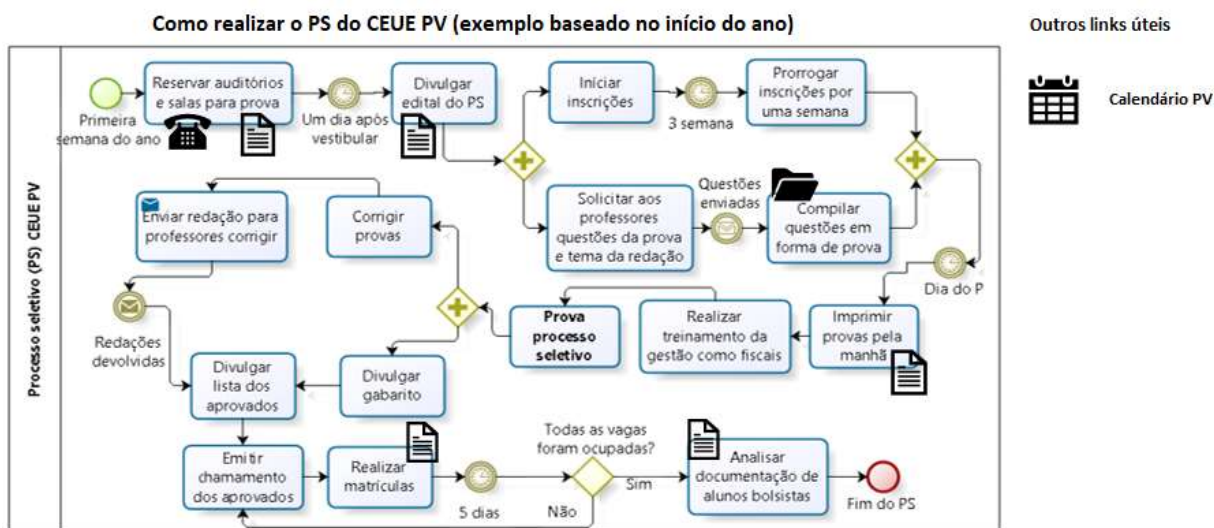 Como realizar o PS do CEUE PV (exemplo baseado no início do ano)
Outros links úteis
Calendário PV
Processo seletivo (PS) CEUE PV
Primeira
semana do ano
Reservar auditórios
e salas para prova
Um dia após
vestibular
Divulgar
edital do PS
Iníciar
inscrições
3 semana
Prorrogar
inscrições por
uma semana
Solicitar aos
professores
questões da prova
e tema da redação
Questões
enviadas
Compilar
questões em
forma de prova
Dia do P
Imprimir
provas pela
manhã
Realizar
treinamento da
gestão como fiscais
Prova
processo
seletivo
Corrigir
provas
Enviar redação para
professores corrigir
Redações
devolvidas
Divulgar
gabarito
Divulgar
lista dos
aprovados
Emitir
chamamento
dos aprovados
Realizar
matrículas
5 dias
Todas as vagas
foram ocupadas?
Não
Sim
Analisar
documentação de
alunos bolsistas
Fim do PS